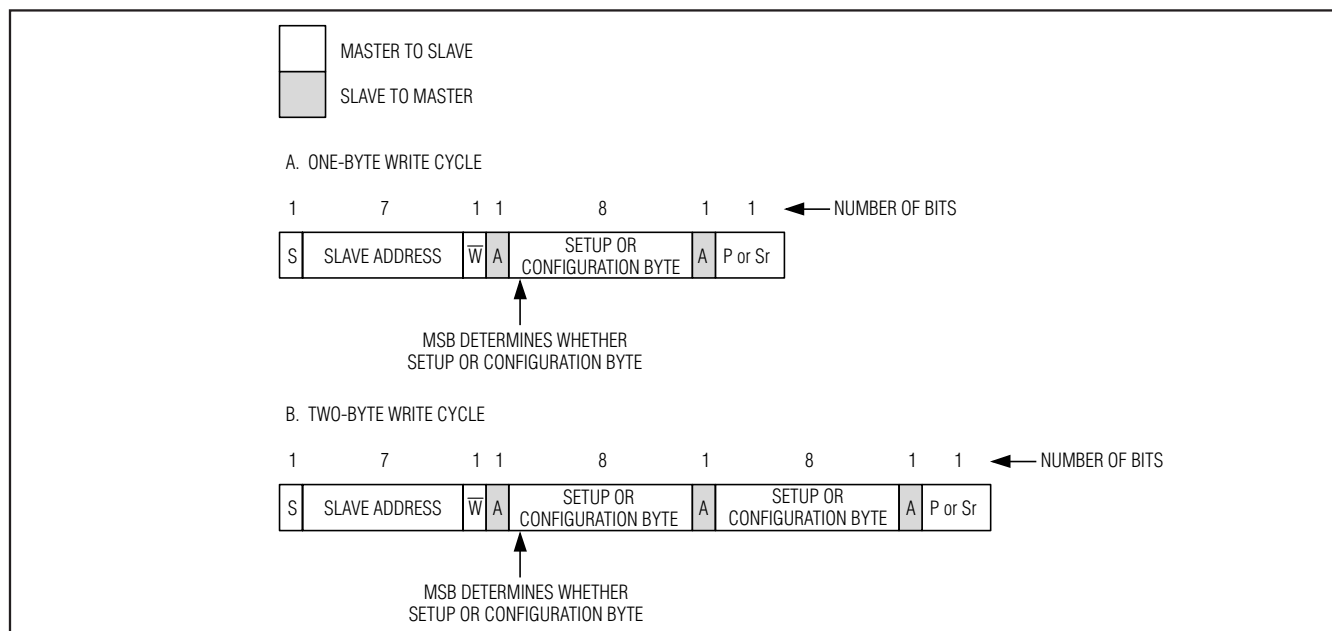 MASTER TO SLAVE
SLAVE TO MASTER
A. ONE-BYTE WRITE CYCLE
1 7 1 1 8 1 1 NUMBER OF BITS
S SLAVE ADDRESS W̅ A SETUP OR CONFIGURATION BYTE A P or Sr
MSB DETERMINES WHETHER
SETUP OR CONFIGURATION BYTE
B. TWO-BYTE WRITE CYCLE
1 7 1 1 8 1 8 1 1 NUMBER OF BITS
S SLAVE ADDRESS W̅ A SETUP OR CONFIGURATION BYTE A SETUP OR CONFIGURATION BYTE A P or Sr
MSB DETERMINES WHETHER
SETUP OR CONFIGURATION BYTE